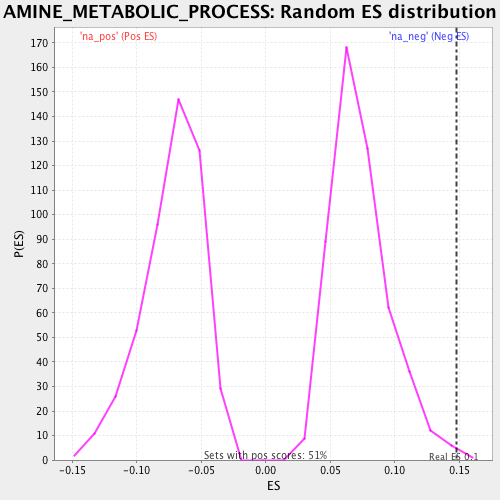 AMINE_METABOLIC_PROCESS: Random ES distribution
'na_pos' (Pos ES)
'na_neg' (Neg ES)
170
160
150
140
130
120
110
100
90
80
70
60
50
40
30
20
10
0
P(ES)
Sets with pos scores: 51%
Real ES 0.1
-0.15 -0.10 -0.05 0.00 0.05 0.10 0.15
ES